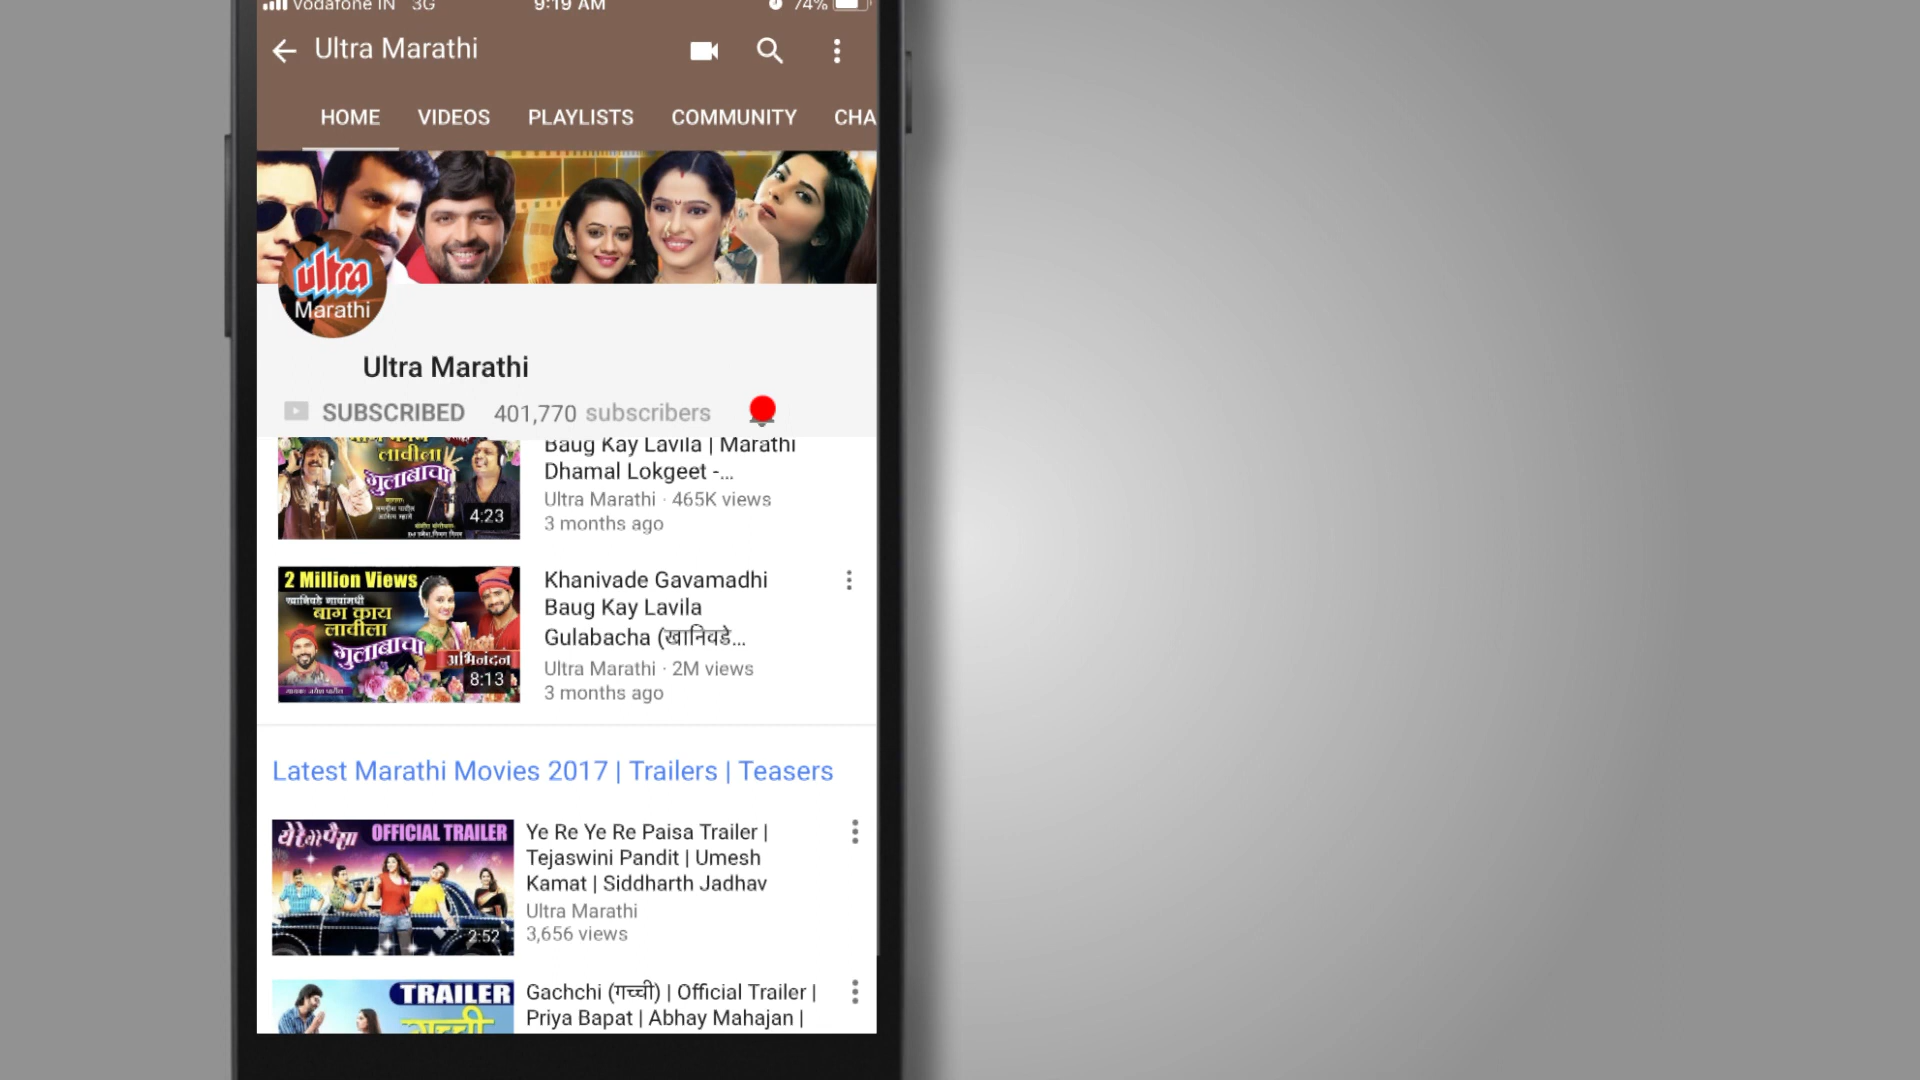 Vodafone IN 3G 9:19 AM 74%
Ultra Marathi
HOME VIDEOS PLAYLISTS COMMUNITY CHA
ultra
Marathi
Ultra Marathi
SUBSCRIBED 401,770 subscribers
लावीला
गुलाबाचा
4:23
Baug Kay Lavila | Marathi
Dhamal Lokgeet -...
Ultra Marathi · 465K views
3 months ago
2 Million Views
खानिवडे गावामधी
बाग काय
लावीला
गुलाबाचा
अभिनंदन
8:13
Khanivade Gavamadhi
Baug Kay Lavila
Gulabacha (खानिवडे...
Ultra Marathi · 2M views
3 months ago
Latest Marathi Movies 2017 | Trailers | Teasers
ये रे ये रे पैसा OFFICIAL TRAILER
2:52
Ye Re Ye Re Paisa Trailer |
Tejaswini Pandit | Umesh
Kamat | Siddharth Jadhav
Ultra Marathi
3,656 views
TRAILER
गच्ची
Gachchi (गच्ची) | Official Trailer |
Priya Bapat | Abhay Mahajan |